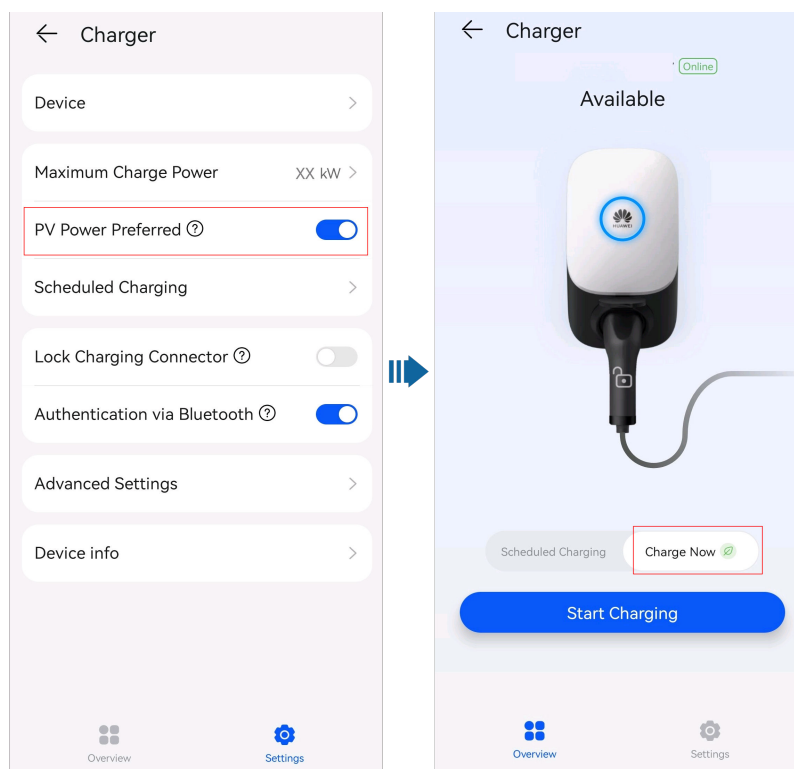 Charger
Device
Maximum Charge Power XX kW
PV Power Preferred
Scheduled Charging
Lock Charging Connector
Authentication via Bluetooth
Advanced Settings
Device info
Overview Settings
Charger
Online
Available
HUAWEI
Scheduled Charging Charge Now
Start Charging
Overview Settings